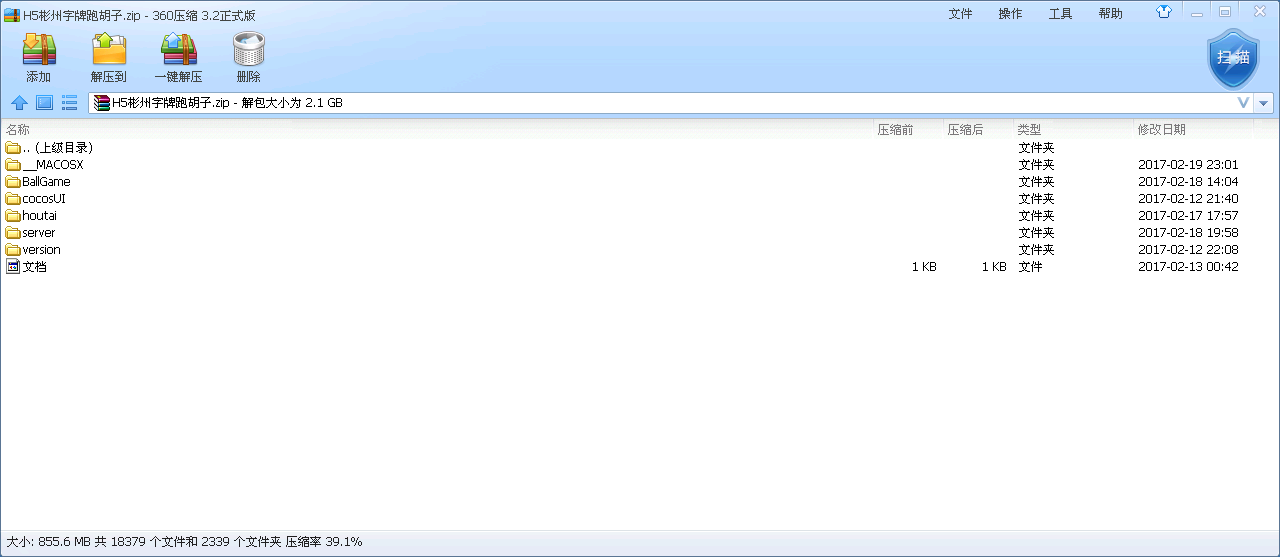 H5彬州字牌跑胡子.zip - 360压缩 3.2正式版
文件 操作 工具 帮助
添加 解压到 一键解压 删除 扫描
H5彬州字牌跑胡子.zip - 解包大小为 2.1 GB
名称 压缩前 压缩后 类型 修改日期
.. (上级目录) 文件夹
__MACOSX 文件夹 2017-02-19 23:01
BallGame 文件夹 2017-02-18 14:04
cocosUI 文件夹 2017-02-12 21:40
houtai 文件夹 2017-02-17 17:57
server 文件夹 2017-02-18 19:58
version 文件夹 2017-02-12 22:08
文档 1 KB 1 KB 文件 2017-02-13 00:42
大小: 855.6 MB 共 18379 个文件和 2339 个文件夹 压缩率 39.1%